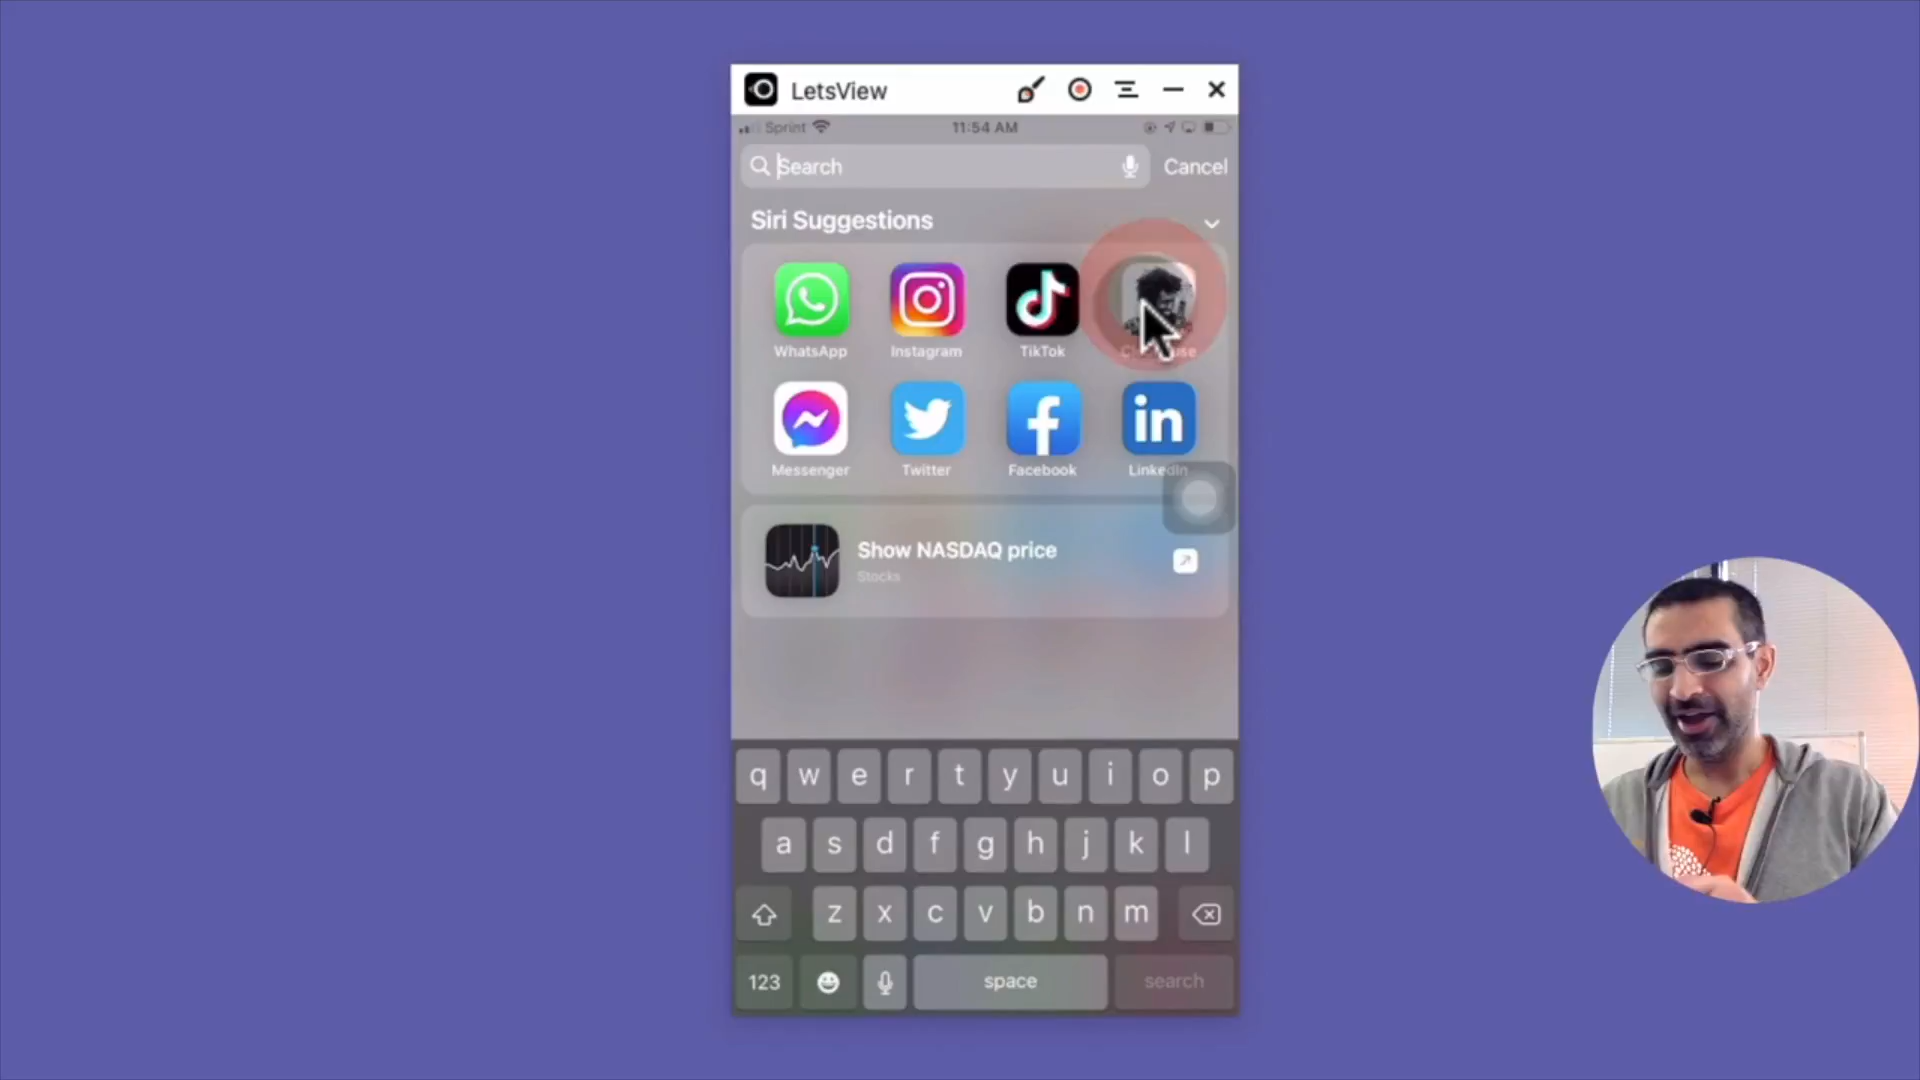 LetsView
Sprint 11:54 AM
Search Cancel
Siri Suggestions
WhatsApp Instagram TikTok
Messenger Twitter Facebook LinkedIn
Show NASDAQ price
Stocks
q w e r t y u i o p
a s d f g h j k l
z x c v b n m
123 space search